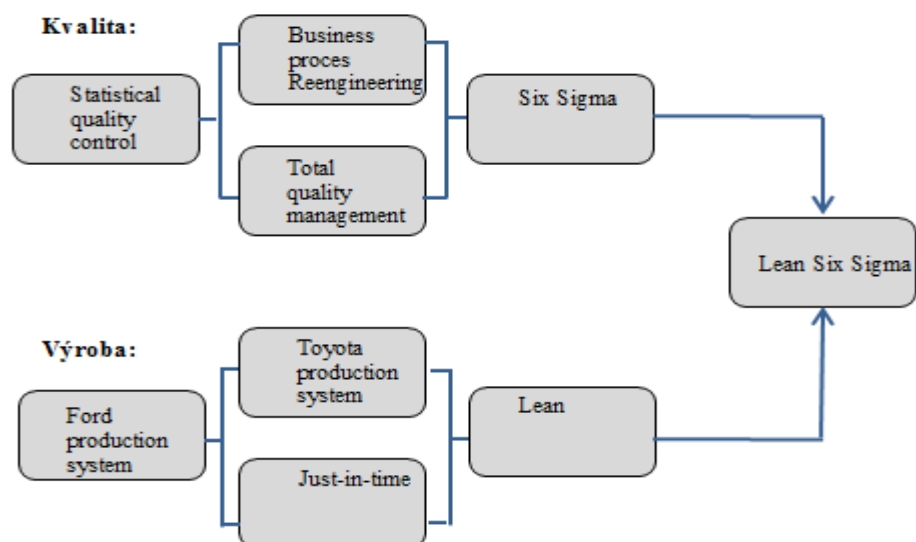 Kvalita:
Statistical
quality
control
Business
proces
Reengineering
Total
quality
management
Six Sigma
Lean Six Sigma
Výroba:
Ford
production
system
Toyota
production
system
Just-in-time
Lean